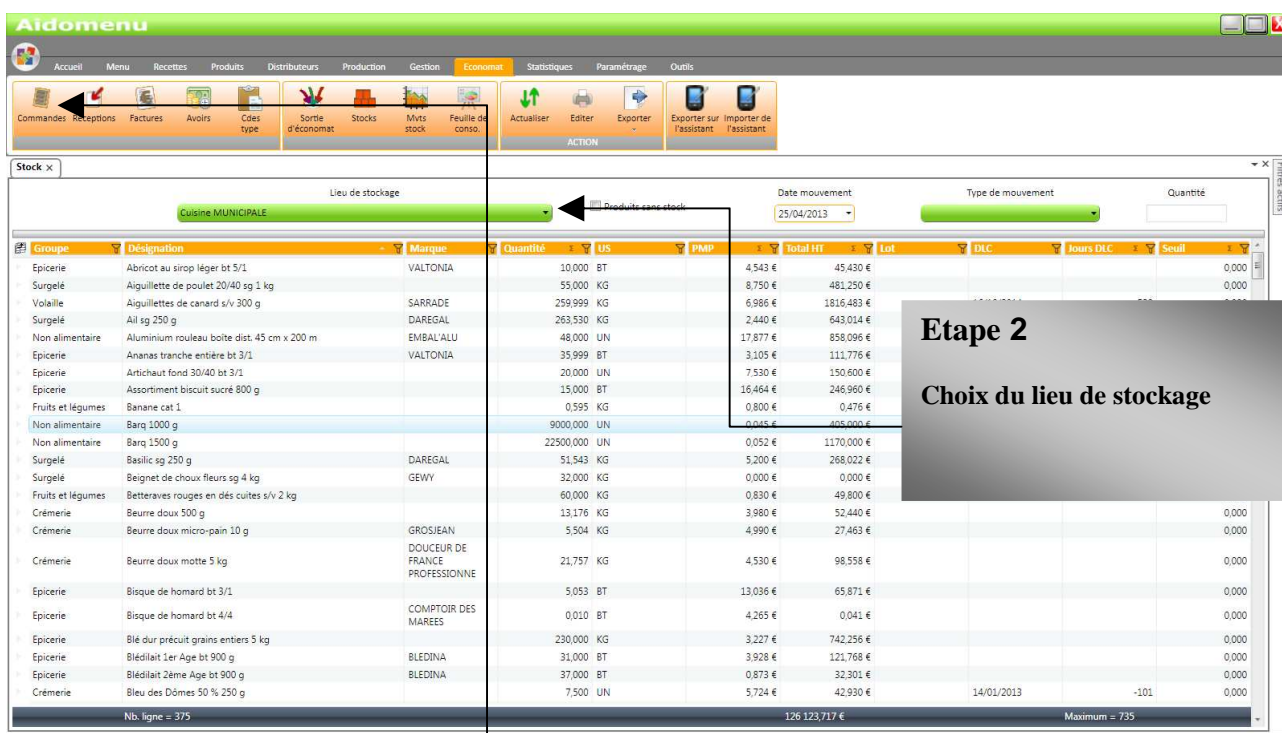 Aidomenu
Accueil Menu Recettes Produits Distributeurs Production Gestion Economat Statistiques Paramétrage Outils
Commandes Réceptions Factures Avoirs Cdes type Sortie d'économat Stocks Mvts stock Feuille de conso. Actualiser Editer Exporter Exporter sur l'assistant Importer de l'assistant
ACTION
Stock
Lieu de stockage Date mouvement Type de mouvement Quantité
Cuisine MUNICIPALE Produits sans stock 25/04/2013
Groupe Désignation Marque Quantité US PMP Total HT Lot DLC Jours DLC Seuil
Epicerie Abricot au sirop léger bt 5/1 VALTONIA 10,000 BT 4,543 € 45,430 € 0,000
Surgelé Aiguillette de poulet 20/40 sg 1 kg 55,000 KG 8,750 € 481,250 € 0,000
Volaille Aiguillettes de canard s/v 300 g SARRADE 259,999 KG 6,986 € 1816,483 €
Surgelé Ail sg 250 g DAREGAL 263,530 KG 2,440 € 643,014 €
Non alimentaire Aluminium rouleau boîte dist. 45 cm x 200 m EMBAL'ALU 48,000 UN 17,877 € 858,096 €
Epicerie Ananas tranche entière bt 3/1 VALTONIA 35,999 BT 3,105 € 111,776 €
Epicerie Artichaut fond 30/40 bt 3/1 20,000 UN 7,530 € 150,600 €
Epicerie Assortiment biscuit sucré 800 g 15,000 BT 16,464 € 246,960 €
Fruits et légumes Banane cat 1 0,595 KG 0,800 € 0,476 €
Non alimentaire Barq 1000 g 9000,000 UN 0,045 € 405,000 €
Non alimentaire Barq 1500 g 22500,000 UN 0,052 € 1170,000 €
Surgelé Basilic sg 250 g DAREGAL 51,543 KG 5,200 € 268,022 €
Surgelé Beignet de choux fleurs sg 4 kg GEWY 32,000 KG 0,000 € 0,000 €
Fruits et légumes Betteraves rouges en dés cuites s/v 2 kg 60,000 KG 0,830 € 49,800 €
Crémerie Beurre doux 500 g 13,176 KG 3,980 € 52,440 € 0,000
Crémerie Beurre doux micro-pain 10 g GROSJEAN 5,504 KG 4,990 € 27,463 € 0,000
Crémerie Beurre doux motte 5 kg DOUCEUR DE FRANCE PROFESSIONNE 21,757 KG 4,530 € 98,558 € 0,000
Epicerie Bisque de homard bt 3/1 5,053 BT 13,036 € 65,871 € 0,000
Epicerie Bisque de homard bt 4/4 COMPTOIR DES MAREES 0,010 BT 4,265 € 0,041 € 0,000
Epicerie Blé dur précuit grains entiers 5 kg 230,000 KG 3,227 € 742,256 € 0,000
Epicerie Blédilait 1er Age bt 900 g BLEDINA 31,000 BT 3,928 € 121,768 € 0,000
Epicerie Blédilait 2ème Age bt 900 g BLEDINA 37,000 BT 0,873 € 32,301 € 0,000
Crémerie Bleu des Dômes 50 % 250 g 7,500 UN 5,724 € 42,930 € 14/01/2013 -101 0,000
Nb. ligne = 375 126 123,717 € Maximum = 735
Etape 2
Choix du lieu de stockage